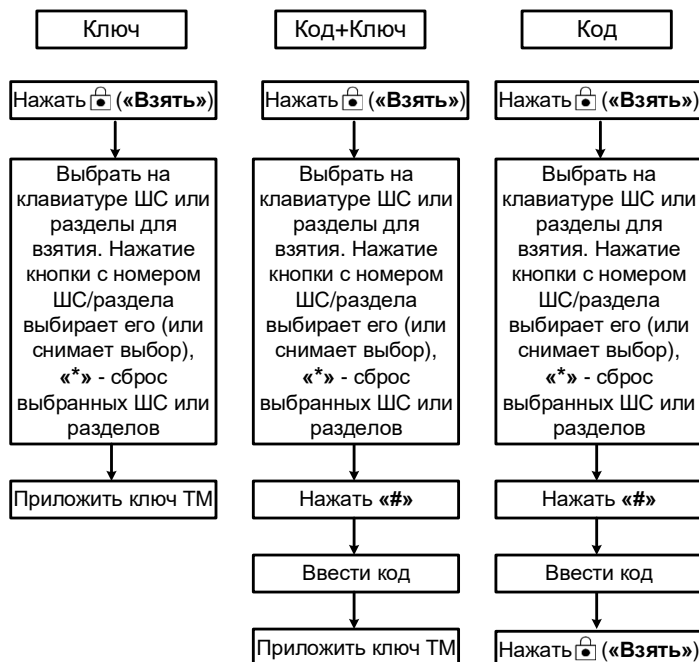 Ключ
Нажать («Взять»)
Выбрать на
клавиатуре ШС или
разделы для
взятия. Нажатие
кнопки с номером
ШС/раздела
выбирает его (или
снимает выбор),
«*» - сброс
выбранных ШС или
разделов
Приложить ключ ТМ
Код+Ключ
Нажать («Взять»)
Выбрать на
клавиатуре ШС или
разделы для
взятия. Нажатие
кнопки с номером
ШС/раздела
выбирает его (или
снимает выбор),
«*» - сброс
выбранных ШС или
разделов
Нажать «#»
Ввести код
Приложить ключ ТМ
Код
Нажать («Взять»)
Выбрать на
клавиатуре ШС или
разделы для
взятия. Нажатие
кнопки с номером
ШС/раздела
выбирает его (или
снимает выбор),
«*» - сброс
выбранных ШС или
разделов
Нажать «#»
Ввести код
Нажать («Взять»)